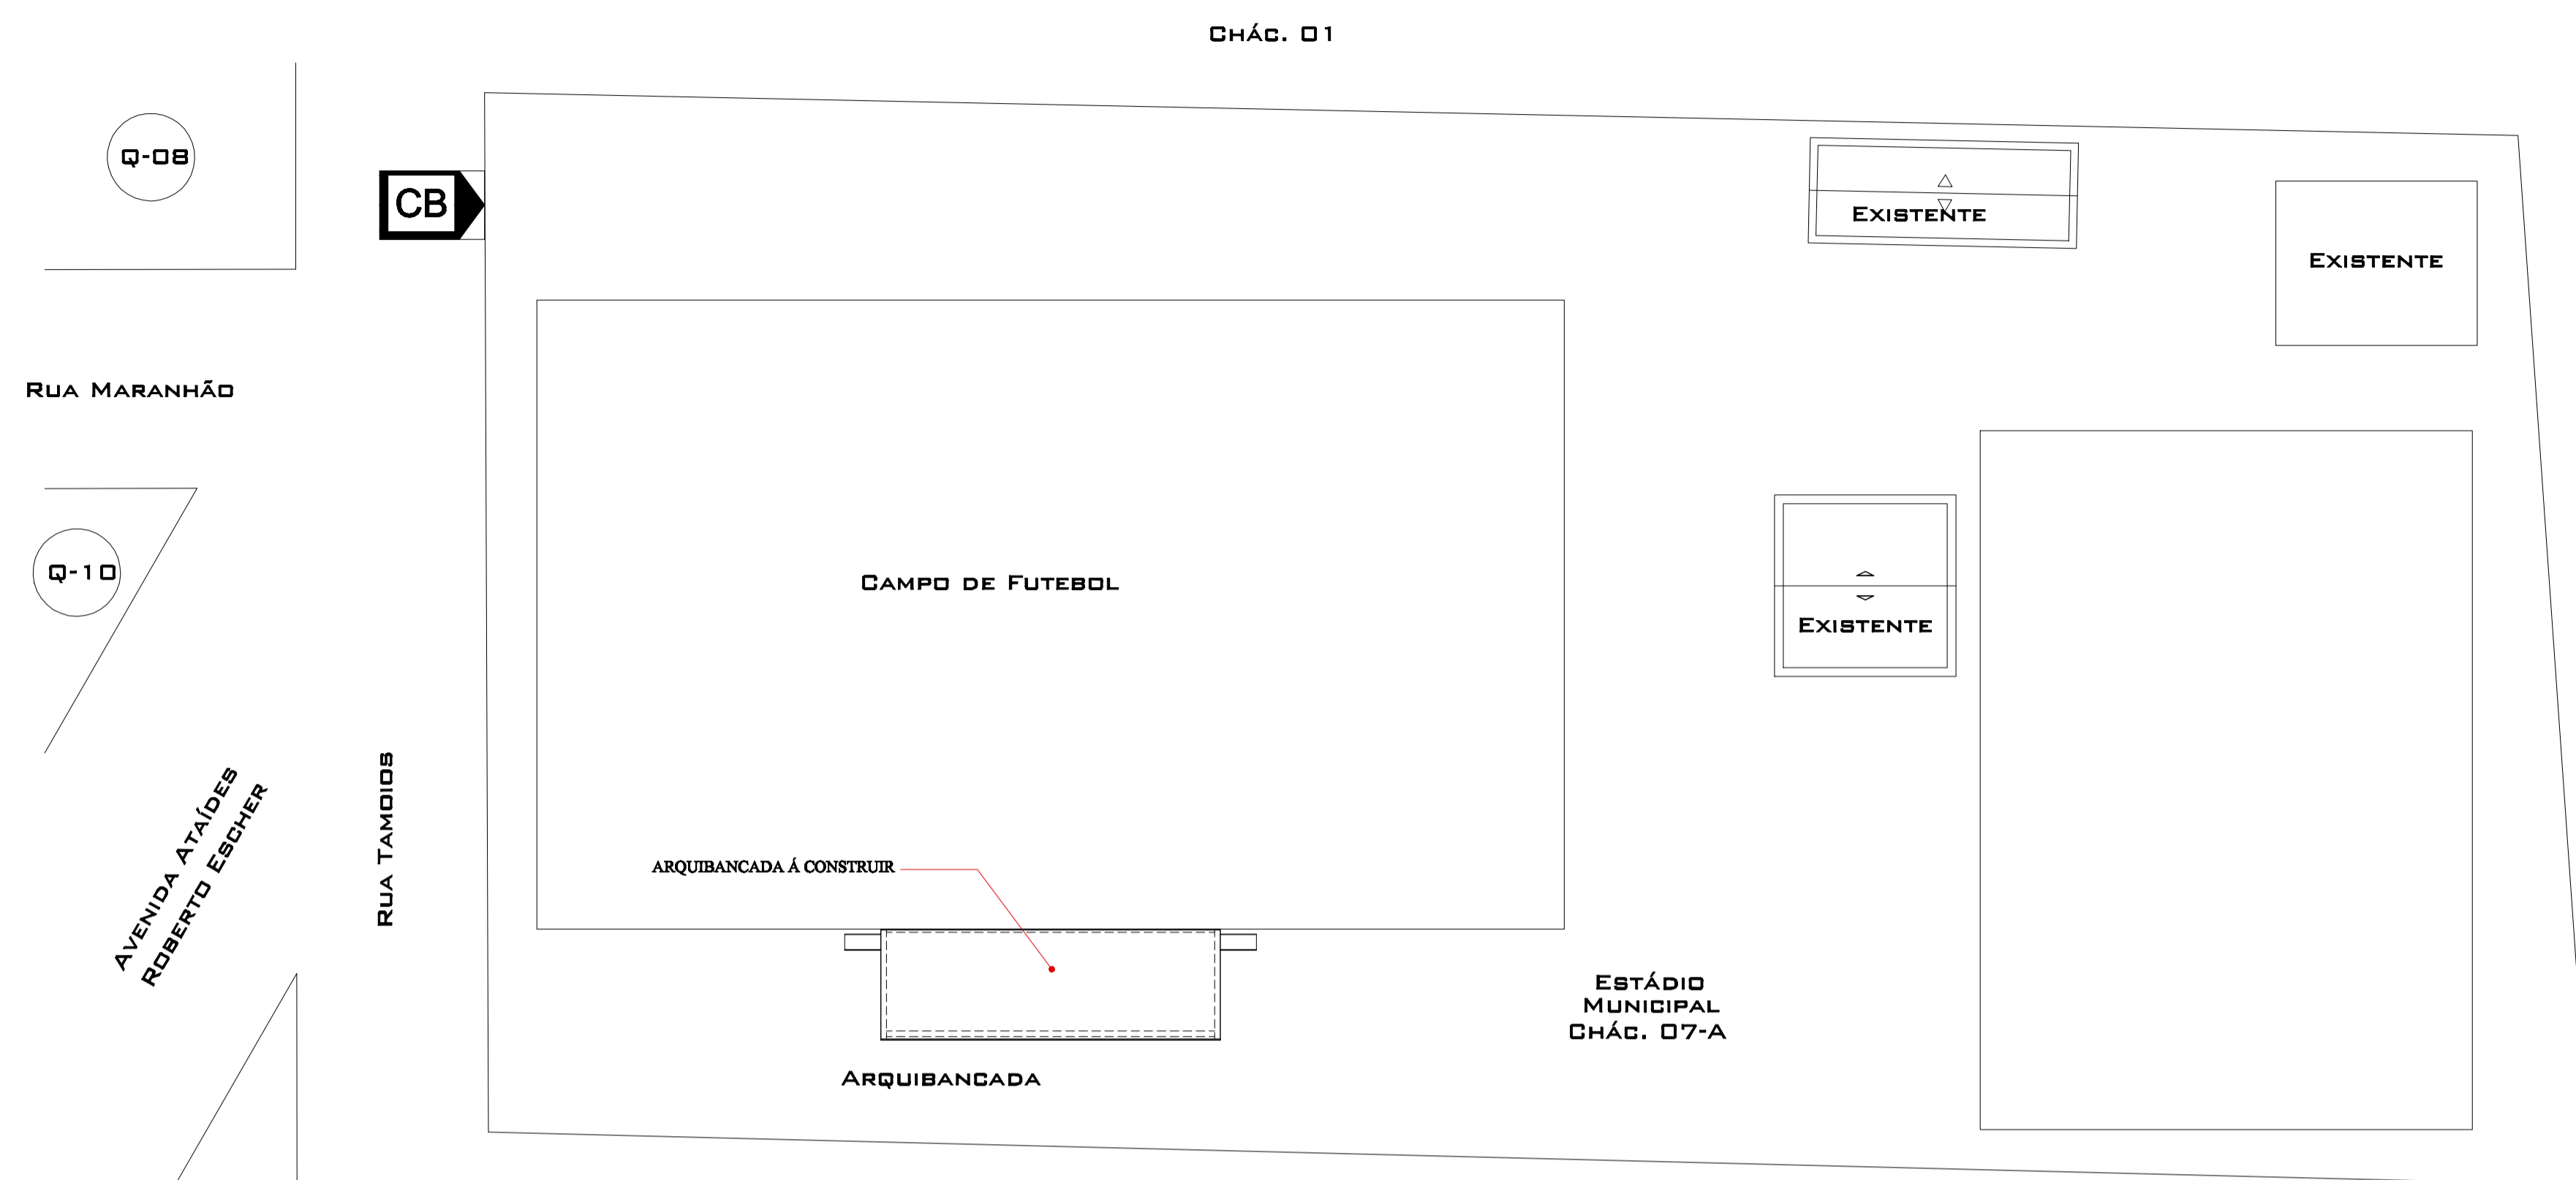 Chác. 01
Q-08
CB
Existente
Existente
Rua Maranhão
Q-10
Campo de Futebol
Existente
Avenida Ataídes
Roberto Escher
Rua Tamoios
ARQUIBANCADA Á CONSTRUIR
Estádio
Municipal
Chác. 07-A
Arquibancada